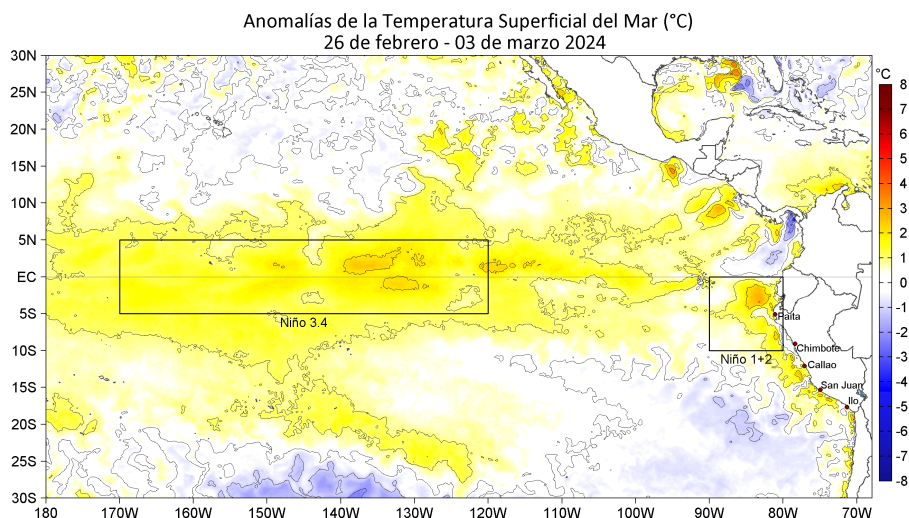 Anomalías de la Temperatura Superficial del Mar (°C)
26 de febrero - 03 de marzo 2024
30N
25N
20N
15N
10N
5N
EC
5S
10S
15S
20S
25S
30S
180
170W
160W
150W
140W
130W
120W
110W
100W
90W
80W
70W
Niño 3.4
Niño 1+2
Paita
Chimbote
Callao
San Juan
Ilo
°C
8
7
6
5
4
3
2
1
0
-1
-2
-3
-4
-5
-6
-7
-8